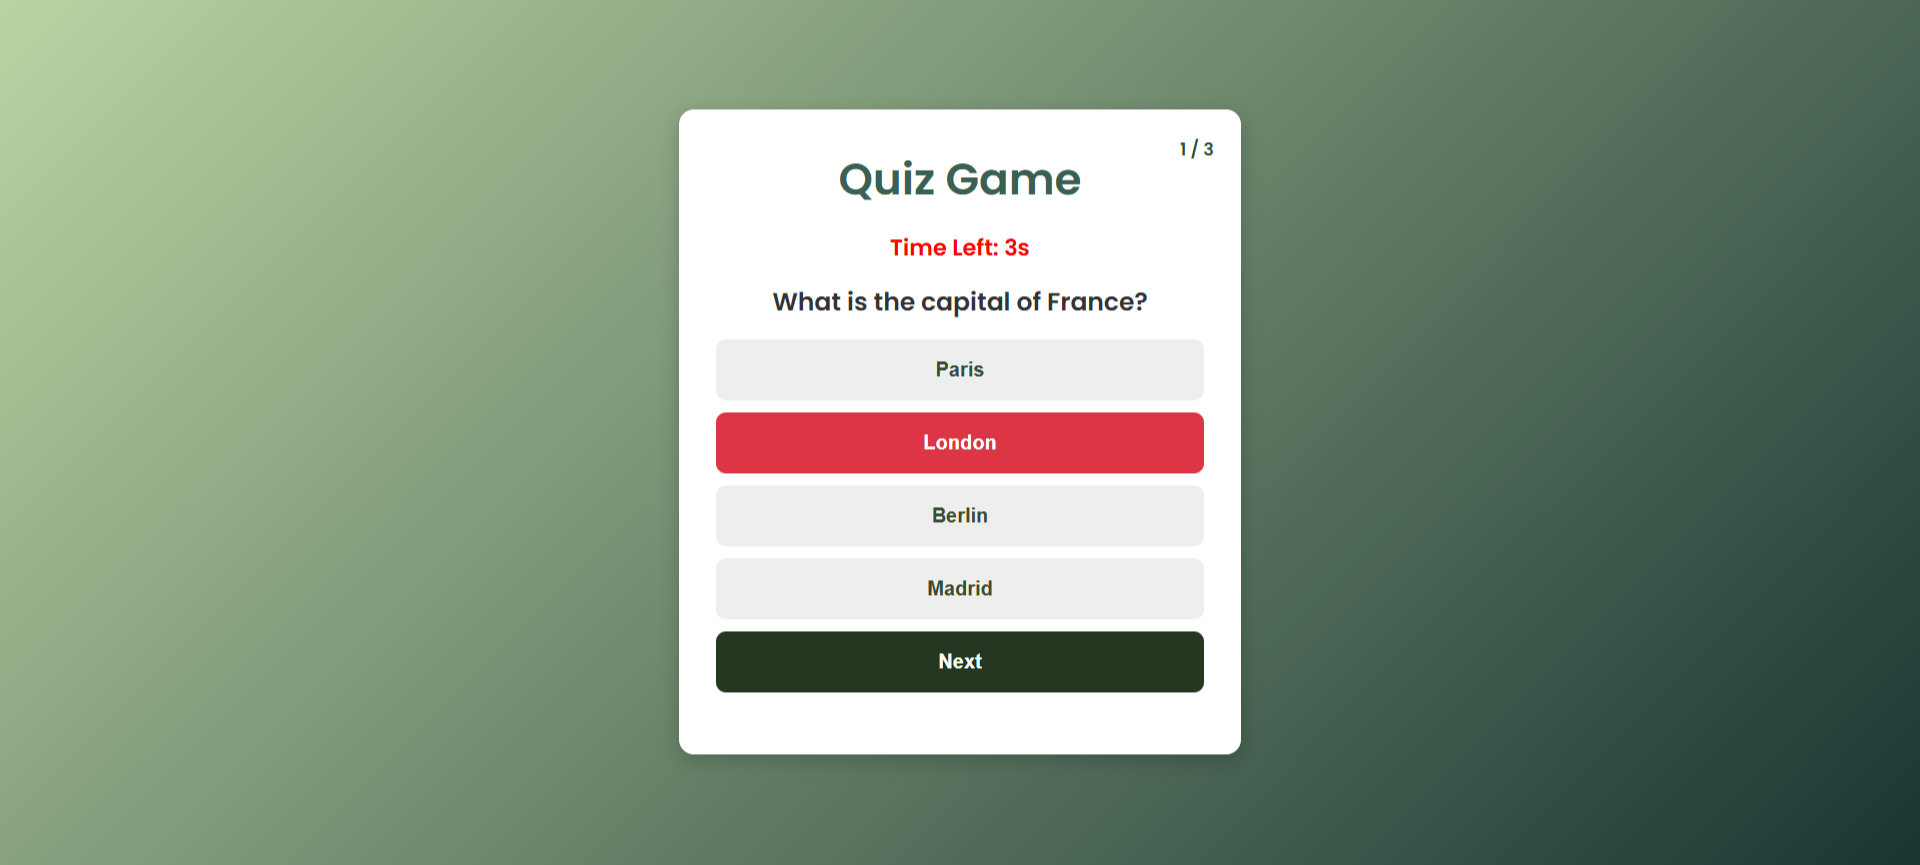 1 / 3
Quiz Game
Time Left: 3s
What is the capital of France?
Paris
London
Berlin
Madrid
Next